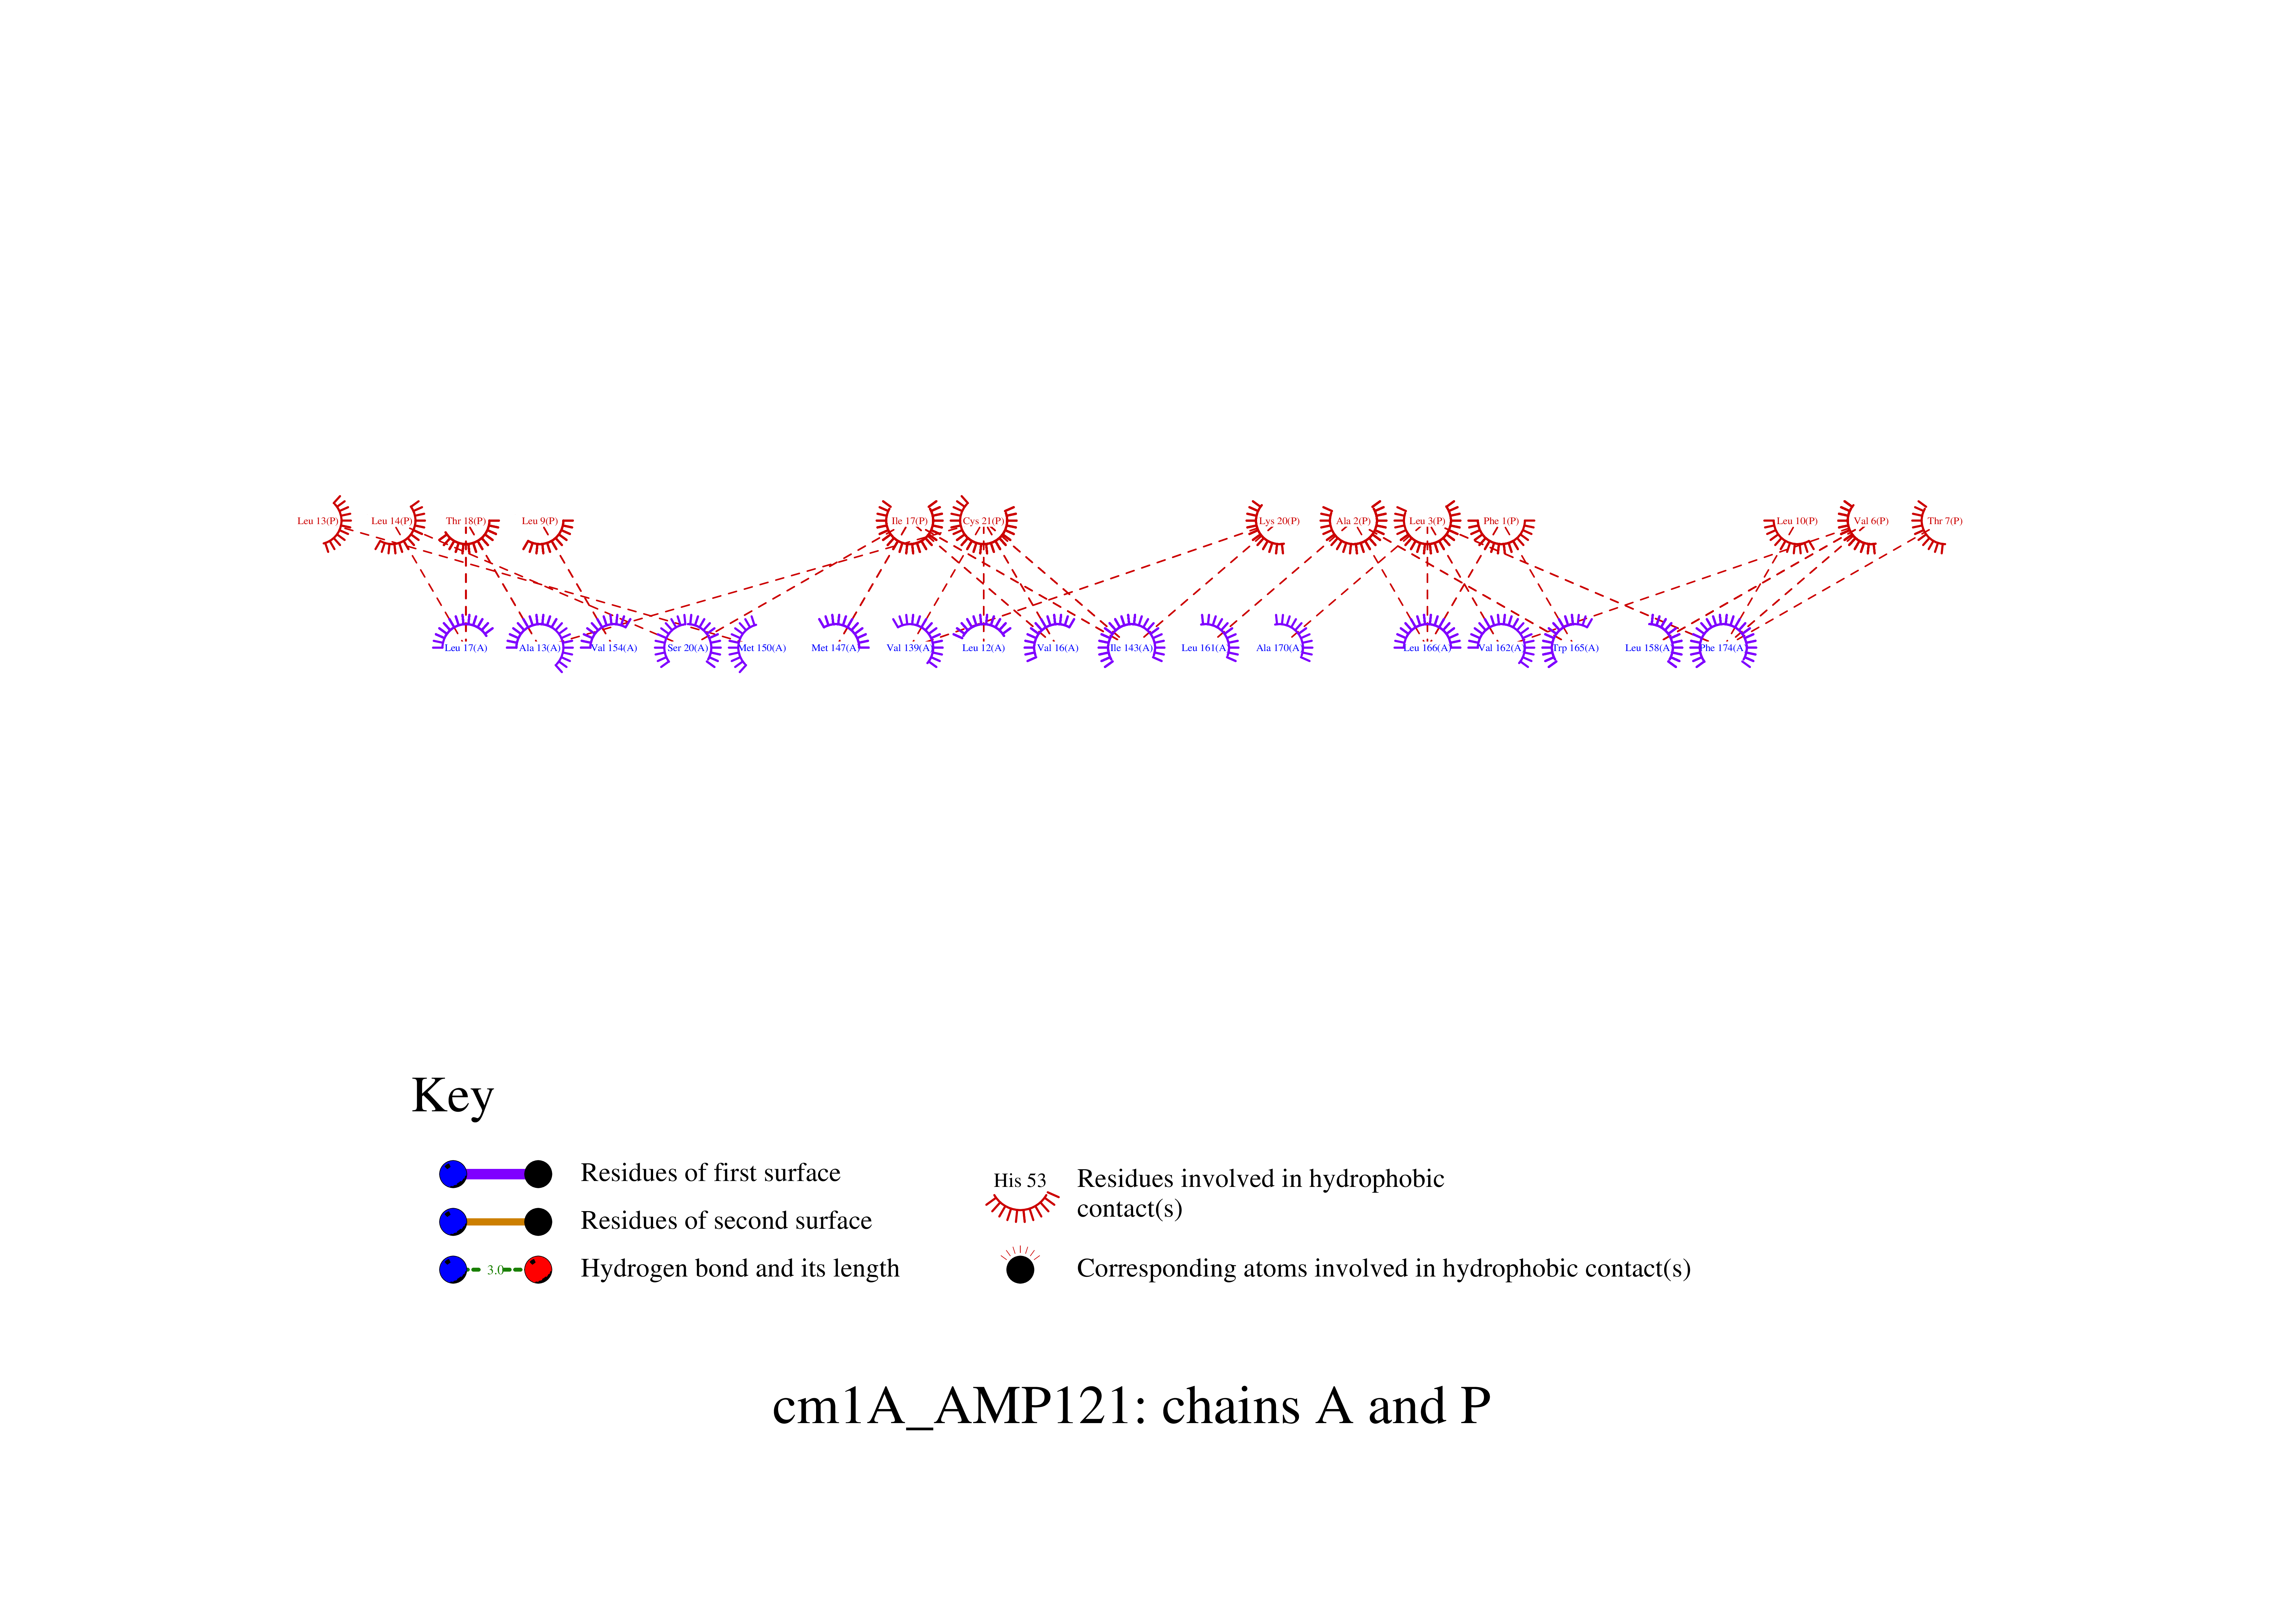 Leu 13(P) Leu 14(P) Thr 18(P) Leu 9(P) Ile 17(P) Cys 21(P) Lys 20(P) Ala 2(P) Leu 3(P) Phe 1(P) Leu 10(P) Val 6(P) Thr 7(P)
Leu 17(A) Ala 13(A) Val 154(A) Ser 20(A) Met 150(A) Met 147(A) Val 139(A) Leu 12(A) Val 16(A) Ile 143(A) Leu 161(A) Ala 170(A) Leu 166(A) Val 162(A) Trp 165(A) Leu 158(A) Phe 174(A)
Key
Residues of first surface
Residues of second surface
3.0 Hydrogen bond and its length
His 53 Residues involved in hydrophobic
contact(s)
Corresponding atoms involved in hydrophobic contact(s)
cm1A_AMP121: chains A and P